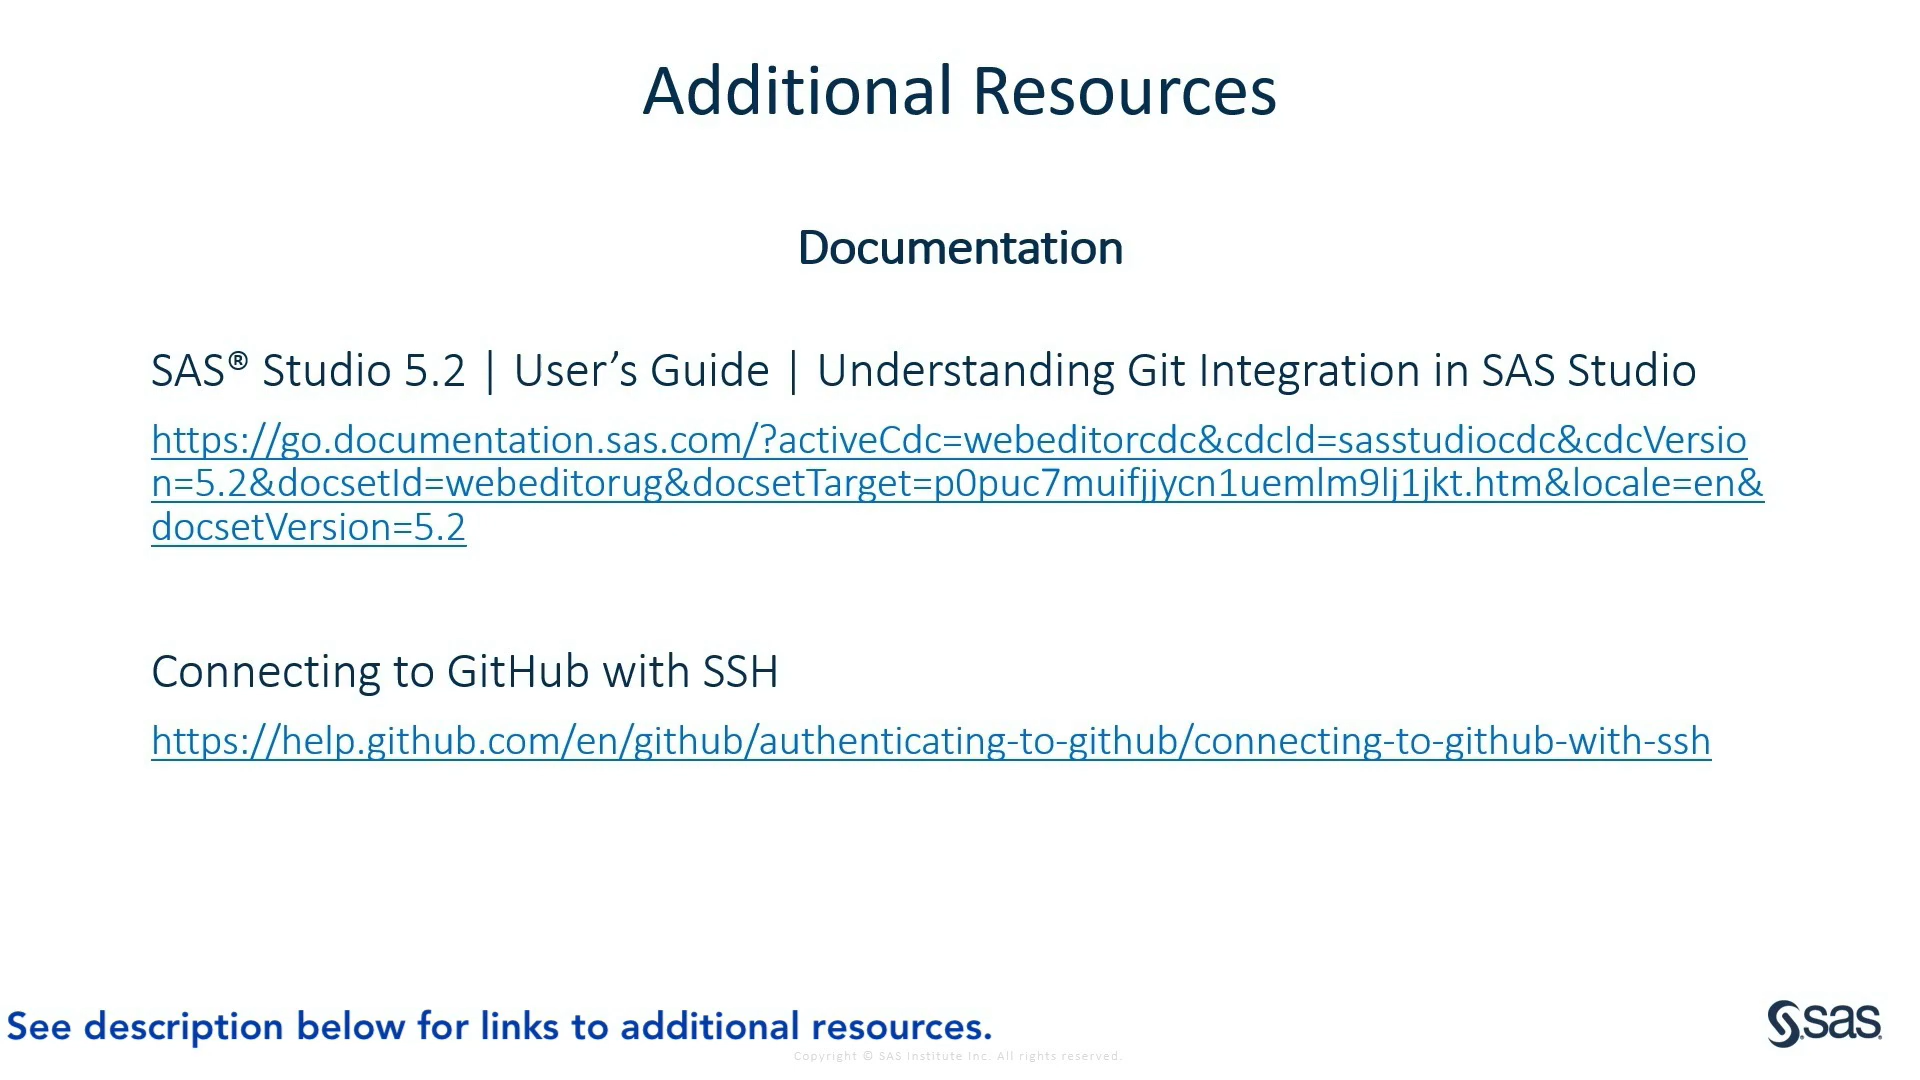 Additional Resources
Documentation
SAS® Studio 5.2 | User’s Guide | Understanding Git Integration in SAS Studio
https://go.documentation.sas.com/?activeCdc=webeditorcdc&cdcId=sasstudiocdc&cdcVersio
n=5.2&docsetId=webeditorug&docsetTarget=p0puc7muifjjycn1uemlm9lj1jkt.htm&locale=en&
docsetVersion=5.2
Connecting to GitHub with SSH
https://help.github.com/en/github/authenticating-to-github/connecting-to-github-with-ssh
See description below for links to additional resources.
sas
Copyright © SAS Institute Inc. All rights reserved.